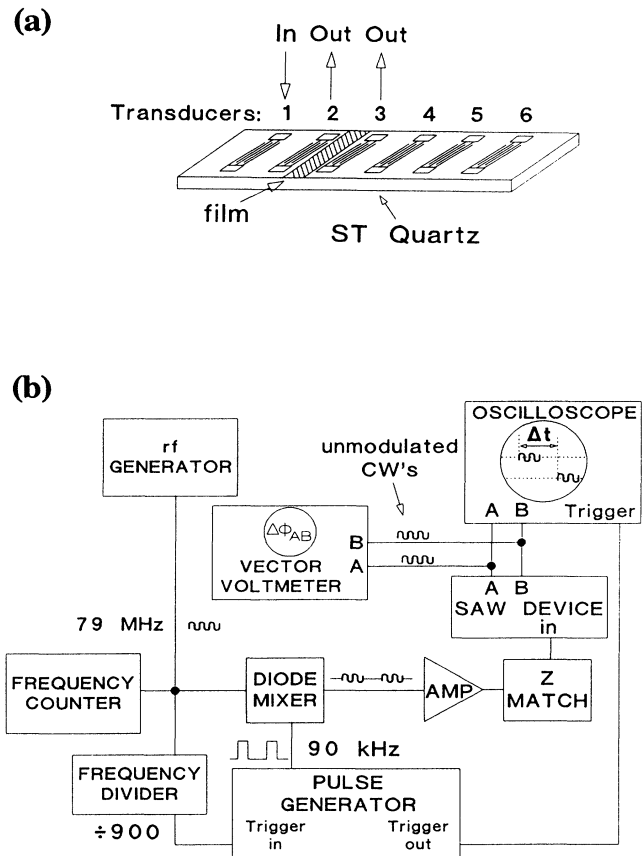 (a)
In Out Out
Transducers: 1 2 3 4 5 6
film
ST Quartz
(b)
rf
GENERATOR
unmodulated
CW's
OSCILLOSCOPE
Δt
A B
Trigger
ΔΦAB
B
A
VECTOR
VOLTMETER
A B
SAW DEVICE
in
79 MHz
FREQUENCY
COUNTER
DIODE
MIXER
AMP
Z
MATCH
90 kHz
FREQUENCY
DIVIDER
÷900
PULSE
GENERATOR
Trigger
in
Trigger
out